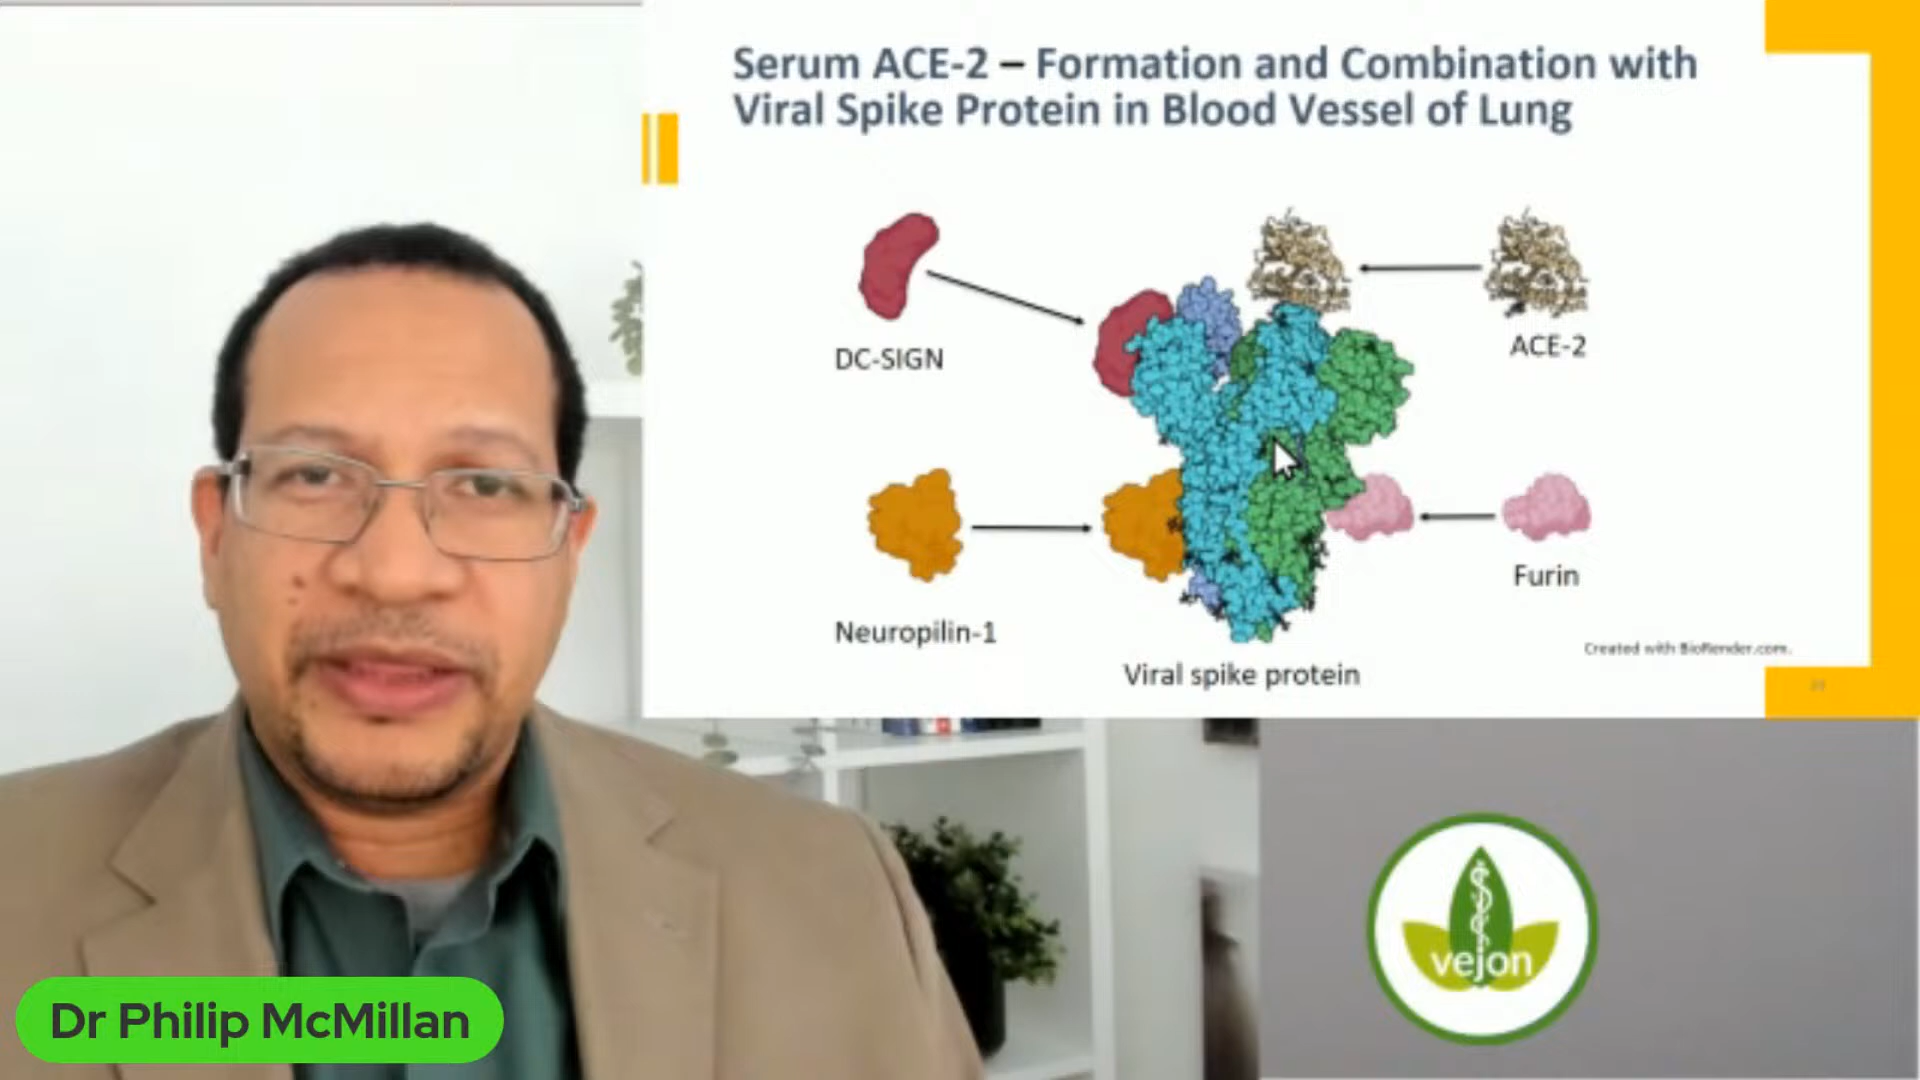 Serum ACE-2 – Formation and Combination with
Viral Spike Protein in Blood Vessel of Lung
DC-SIGN
ACE-2
Neuropilin-1
Furin
Viral spike protein
Created with BioRender.com.
vejon
Dr Philip McMillan